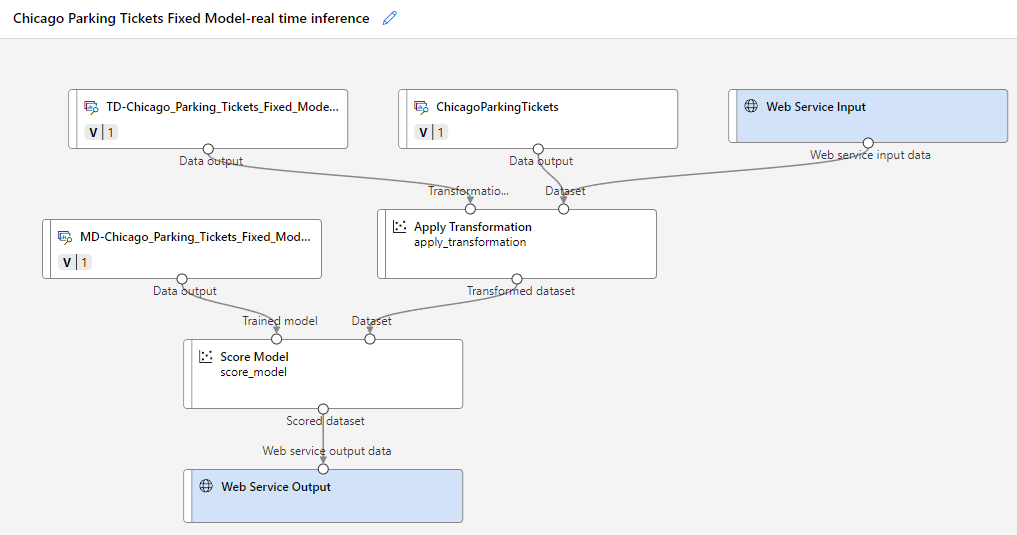 Chicago Parking Tickets Fixed Model-real time inference
TD-Chicago_Parking_Tickets_Fixed_Mode...
V 1
Data output
ChicagoParkingTickets
V 1
Data output
Web Service Input
Web service input data
Transformatio...
Dataset
Apply Transformation
apply_transformation
Transformed dataset
MD-Chicago_Parking_Tickets_Fixed_Mod...
V 1
Data output
Trained model
Dataset
Score Model
score_model
Scored dataset
Web service output data
Web Service Output